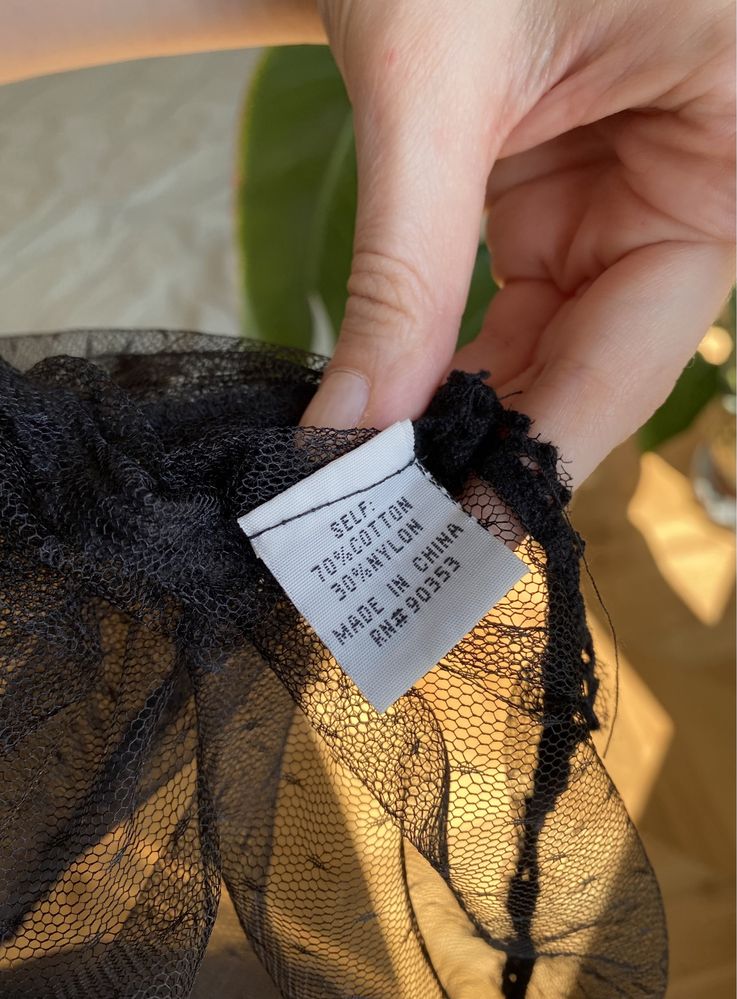 SELF:
70%COTTON
30%NYLON
MADE IN CHINA
RN#90353